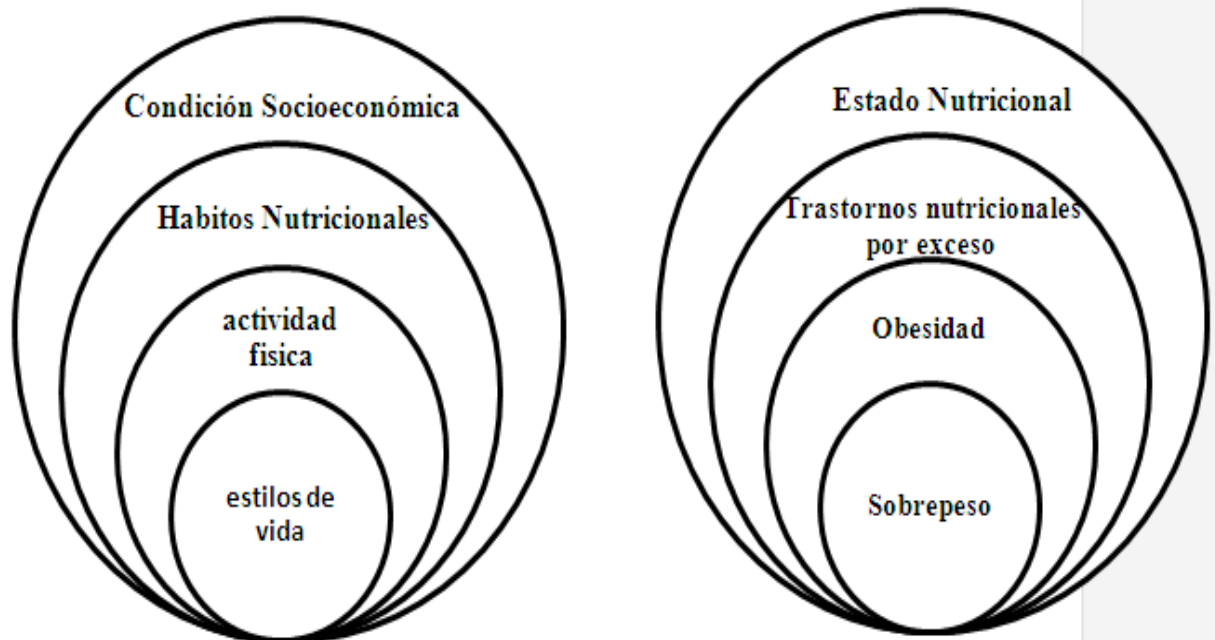 Condición Socioeconómica
Habitos Nutricionales
actividad
fisica
estilos de
vida
Estado Nutricional
Trastornos nutricionales
por exceso
Obesidad
Sobrepeso